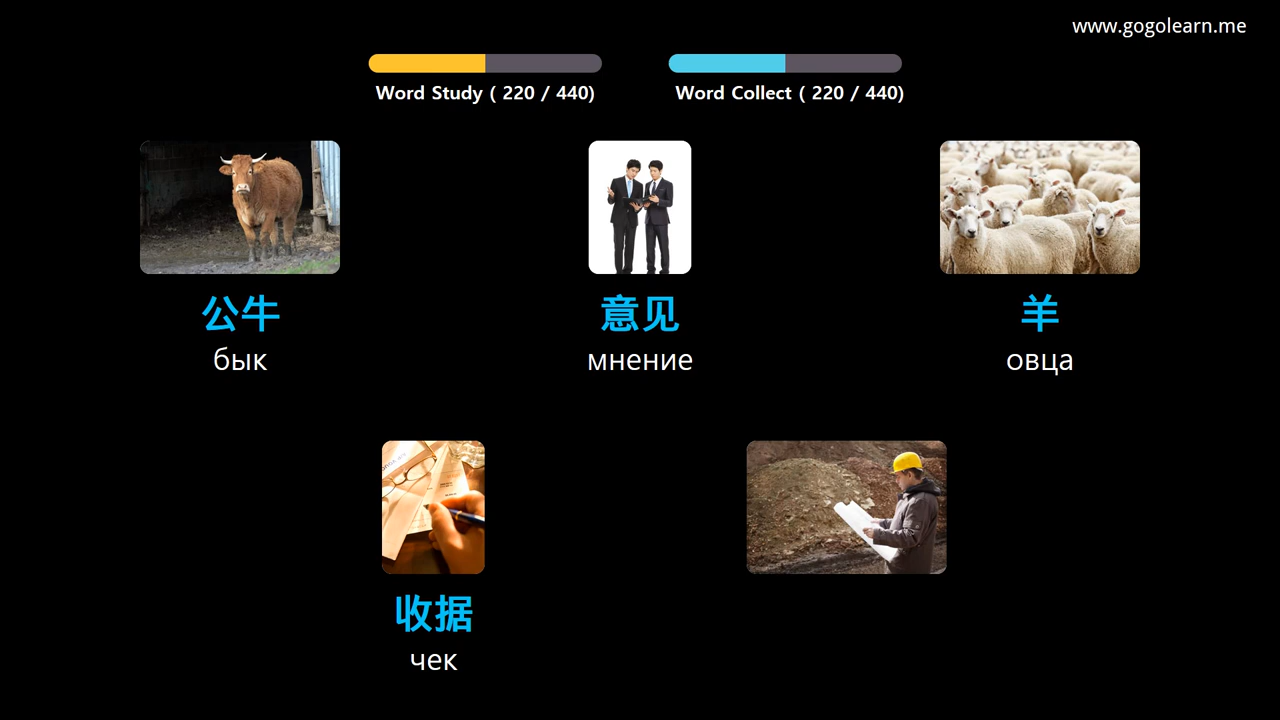 www.gogolearn.me
Word Study ( 220 / 440)
Word Collect ( 220 / 440)
公牛
бык
意见
мнение
羊
овца
收据
чек